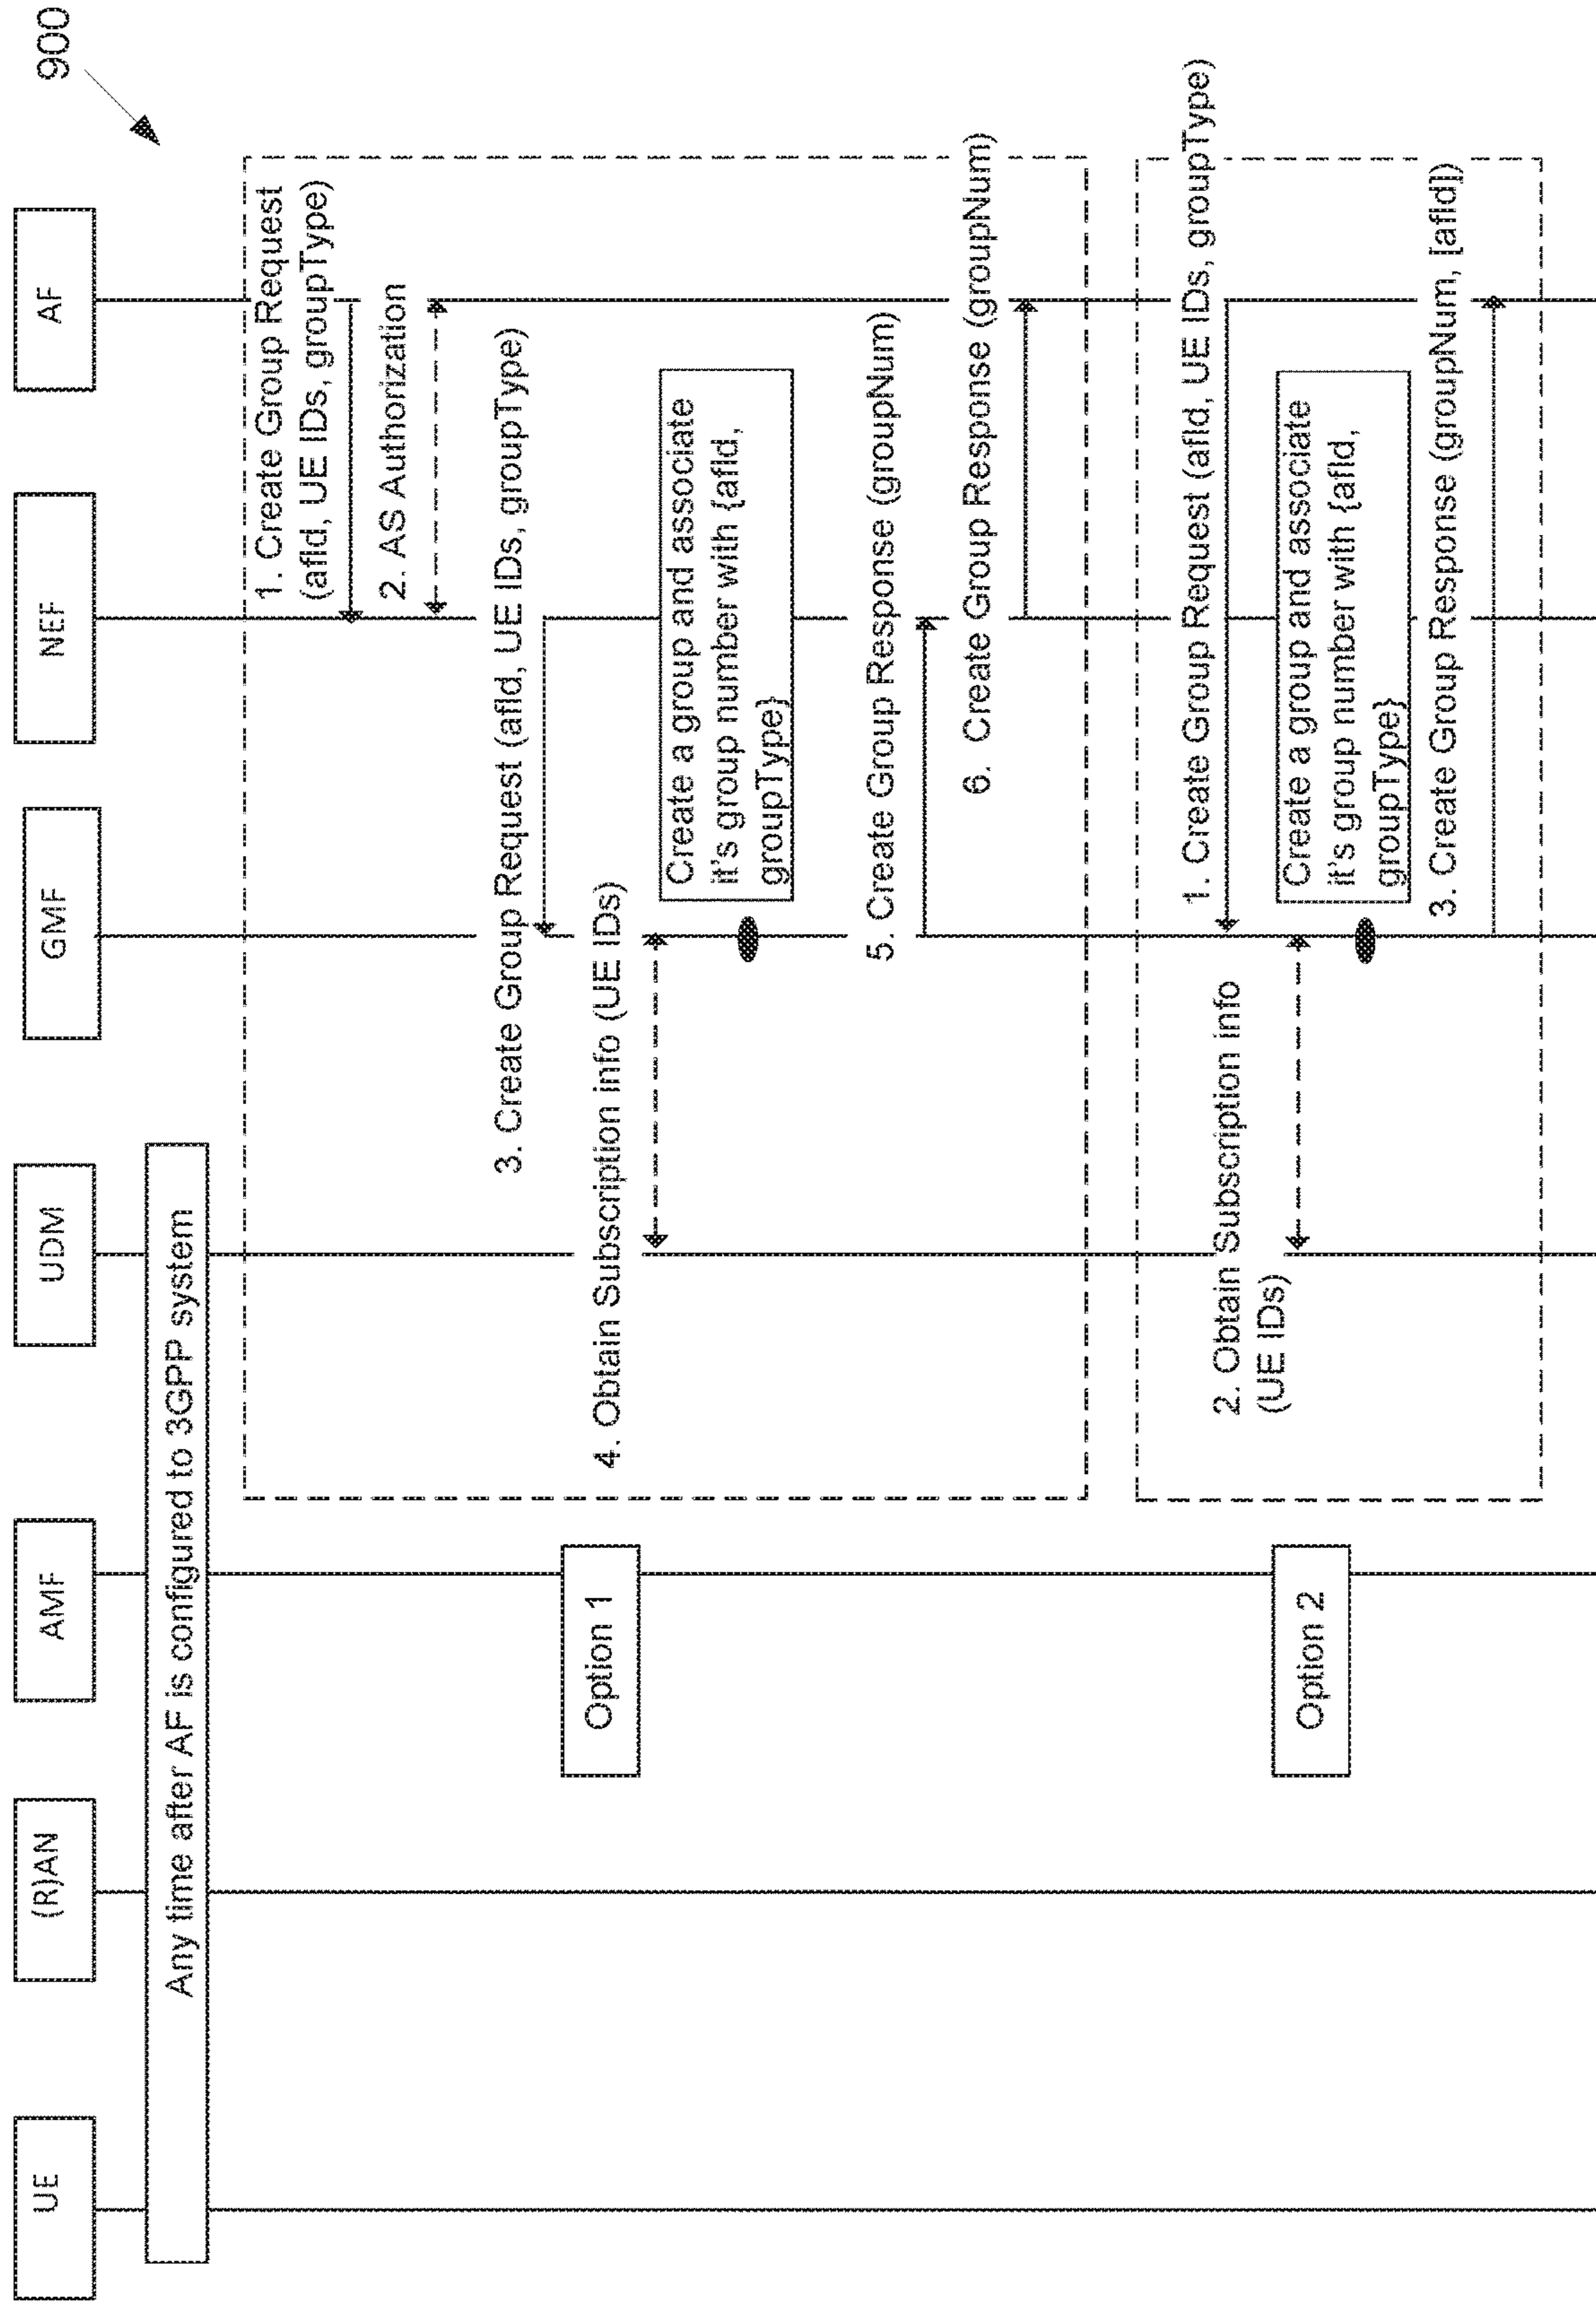 900
UE
(R)AN
AMF
UDM
GMF
NEF
AF
Any time after AF is configured to 3GPP system
1. Create Group Request
(afId, UE IDs, groupType)
2. AS Authorization
3. Create Group Request (afId, UE IDs, groupType)
Option 1
4. Obtain Subscription info (UE IDs)
Create a group and associate
it's group number with {afId,
groupType}
5. Create Group Response (groupNum)
6. Create Group Response (groupNum)
1. Create Group Request (afId, UE IDs, groupType)
Option 2
2. Obtain Subscription info
(UE IDs)
Create a group and associate
it's group number with {afId,
groupType}
3. Create Group Response (groupNum, [afId])